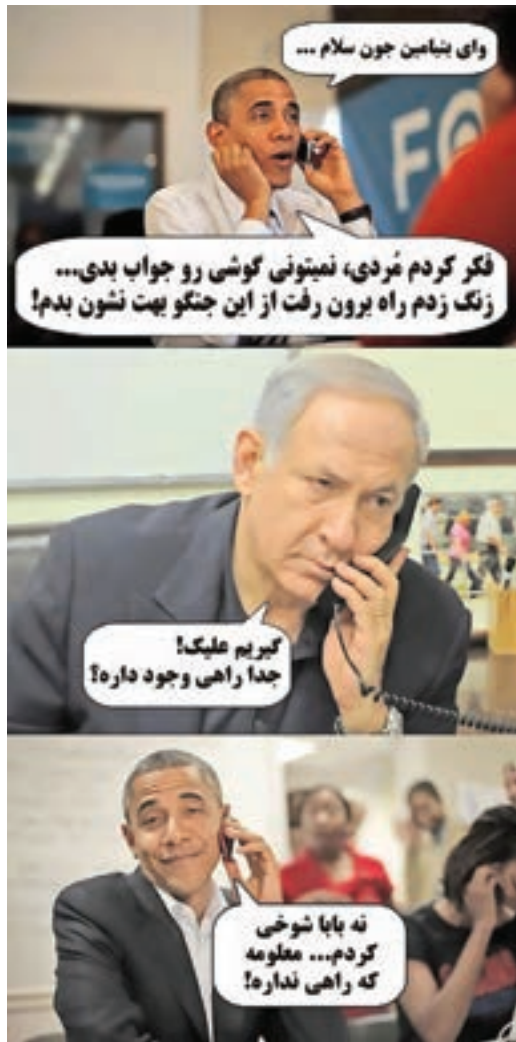 وای بنیامین جون سلام ...
FO
فکر کردم مُردی، نمیتونی گوشی رو جواب بدی...
زنگ زدم راه برون رفت از این جنگو بهت نشون بدم!
گیریم علیک!
جدا راهی وجود داره؟
نه بابا شوخی
کردم... معلومه
که راهی نداره!